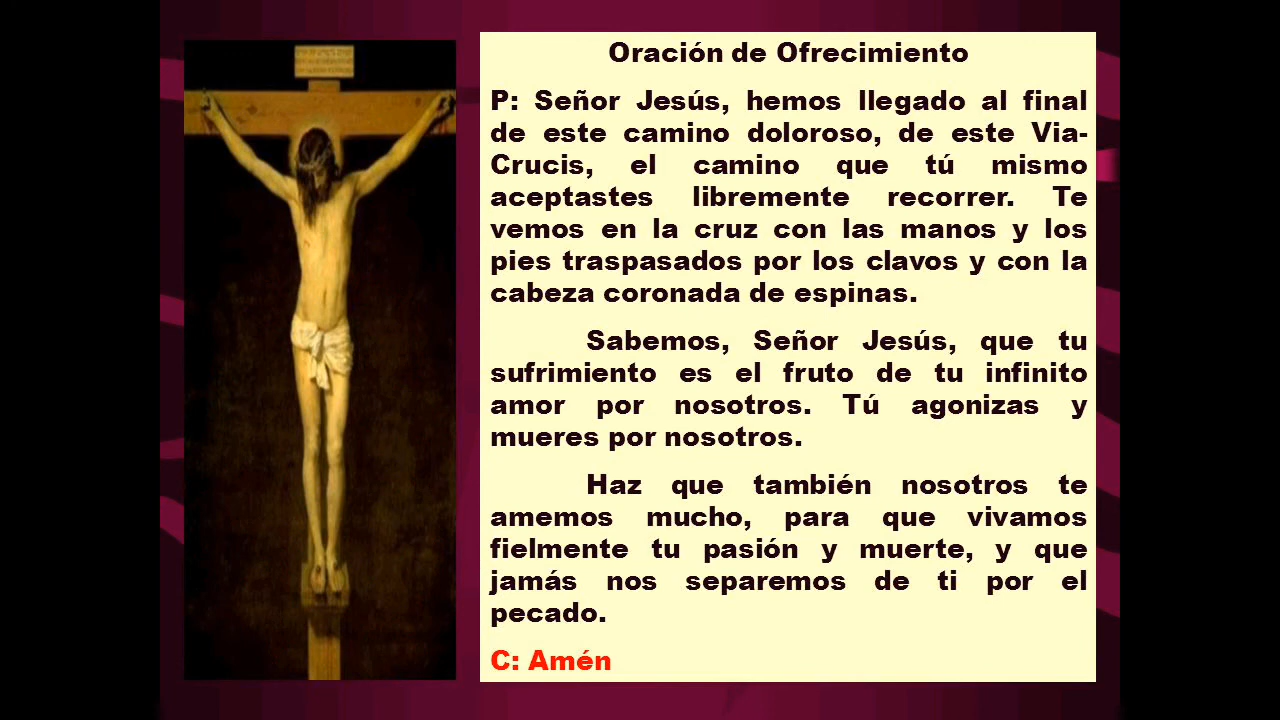 Oración de Ofrecimiento
P: Señor Jesús, hemos llegado al final
de este camino doloroso, de este Via-
Crucis, el camino que tú mismo
aceptastes libremente recorrer. Te
vemos en la cruz con las manos y los
pies traspasados por los clavos y con la
cabeza coronada de espinas.
Sabemos, Señor Jesús, que tu
sufrimiento es el fruto de tu infinito
amor por nosotros. Tú agonizas y
mueres por nosotros.
Haz que también nosotros te
amemos mucho, para que vivamos
fielmente tu pasión y muerte, y que
jamás nos separemos de ti por el
pecado.
C: Amén